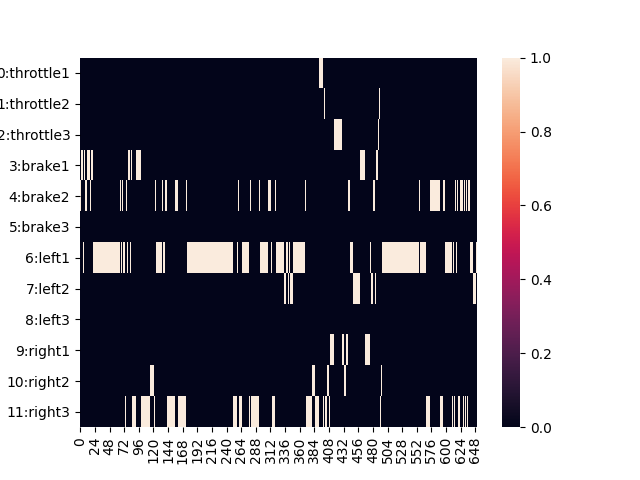 0:throttle1
1:throttle2
2:throttle3
3:brake1
4:brake2
5:brake3
6:left1
7:left2
8:left3
9:right1
10:right2
11:right3
0 24 48 72 96 120 144 168 192 216 240 264 288 312 336 360 384 408 432 456 480 504 528 552 576 600 624 648
1.0
0.8
0.6
0.4
0.2
0.0